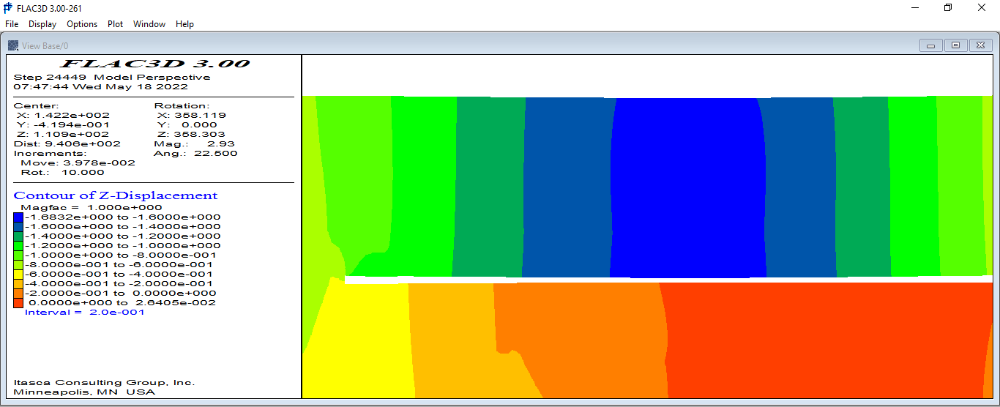 FLAC3D 3.00-261
File Display Options Plot Window Help
View Base/0
FLAC3D 3.00
Step 24449 Model Perspective
07:47:44 Wed May 18 2022
Center: Rotation:
X: 1.422e+002 X: 358.119
Y: -4.194e-001 Y: 0.000
Z: 1.109e+002 Z: 358.303
Dist: 9.406e+002 Mag.: 2.93
Increments: Ang.: 22.500
Move: 3.978e-002
Rot.: 10.000
Contour of Z-Displacement
Magfac = 1.000e+000
-1.6832e+000 to -1.6000e+000
-1.6000e+000 to -1.4000e+000
-1.4000e+000 to -1.2000e+000
-1.2000e+000 to -1.0000e+000
-1.0000e+000 to -8.0000e-001
-8.0000e-001 to -6.0000e-001
-6.0000e-001 to -4.0000e-001
-4.0000e-001 to -2.0000e-001
-2.0000e-001 to 0.0000e+000
0.0000e+000 to 2.6405e-002
Interval = 2.0e-001
Itasca Consulting Group, Inc.
Minneapolis, MN USA